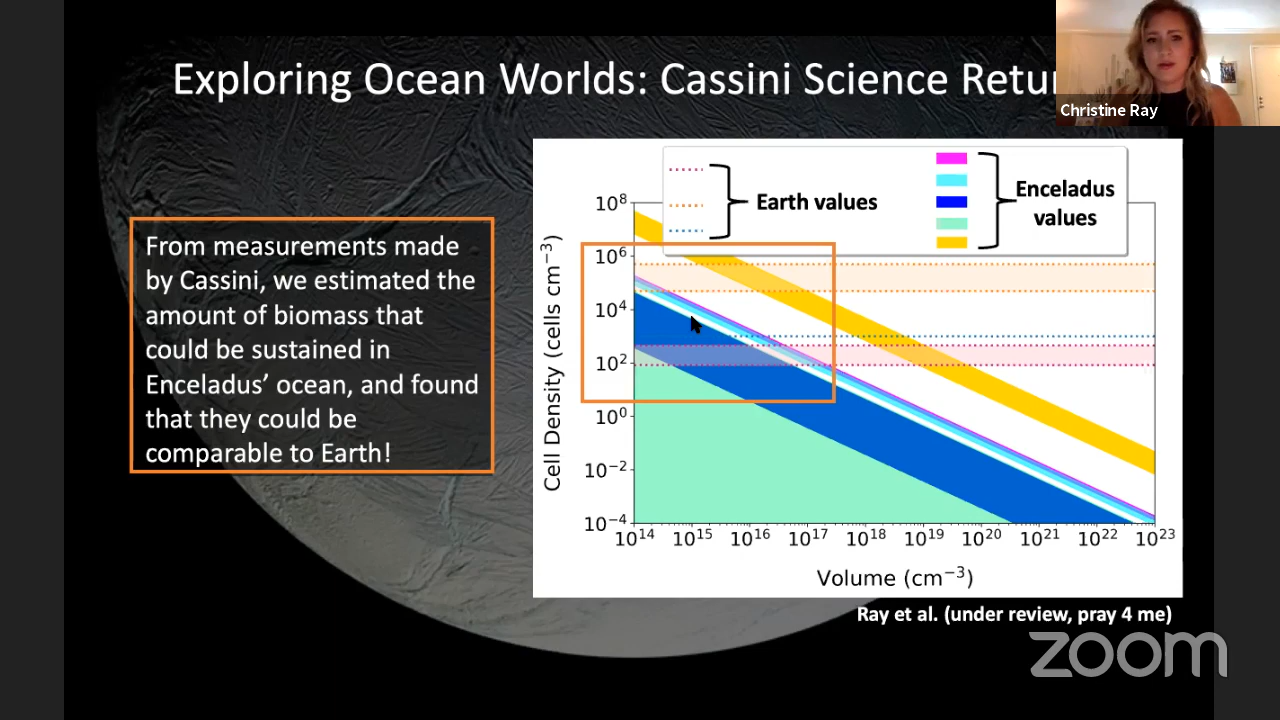 Exploring Ocean Worlds: Cassini Science Retur
Christine Ray
From measurements made
by Cassini, we estimated the
amount of biomass that
could be sustained in
Enceladus’ ocean, and found
that they could be
comparable to Earth!
Earth values
Enceladus
values
Cell Density (cells cm⁻³)
10⁸
10⁶
10⁴
10²
10⁰
10⁻²
10⁻⁴
10¹⁴ 10¹⁵ 10¹⁶ 10¹⁷ 10¹⁸ 10¹⁹ 10²⁰ 10²¹ 10²² 10²³
Volume (cm⁻³)
Ray et al. (under review, pray 4 me)
zoom